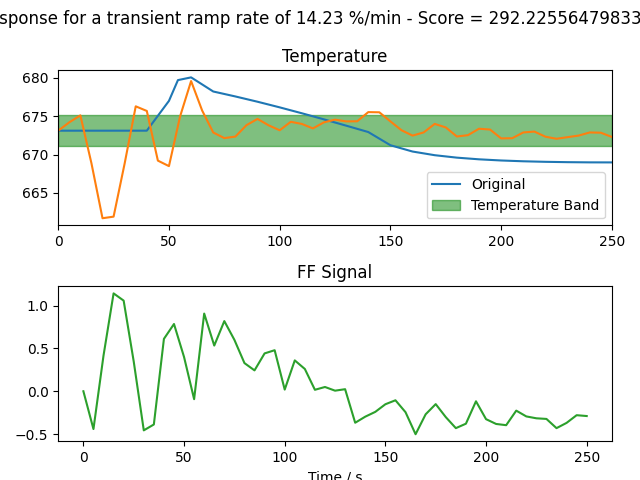 sponse for a transient ramp rate of 14.23 %/min - Score = 292.22556479833
Temperature
680
675
670
665
Original
Temperature Band
0 50 100 150 200 250
FF Signal
1.0
0.5
0.0
−0.5
0 50 100 150 200 250
Time / s